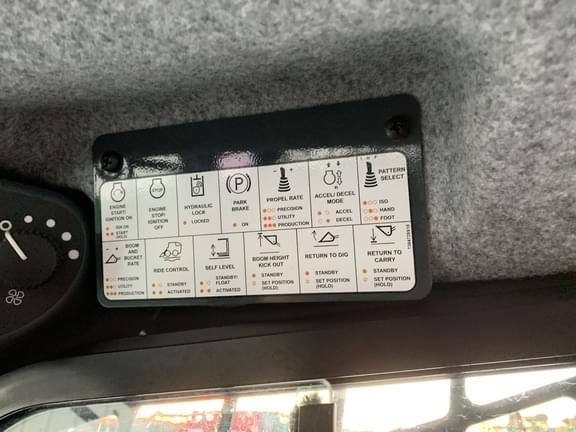 STOP
P
ENGINE
START/
IGNITION ON
IGN ON
START
(HOLD)
ENGINE
STOP/
IGNITION
OFF
HYDRAULIC
LOCK
LOCKED
PARK
BRAKE
ON
PROPEL RATE
PRECISION
UTILITY
PRODUCTION
ACCEL/ DECEL
MODE
ACCEL
DECEL
PATTERN
SELECT
ISO
HAND
FOOT
BOOM
AND
BUCKET
RATE
PRECISION
UTILITY
PRODUCTION
RIDE CONTROL
STANDBY
ACTIVATED
SELF LEVEL
STANDBY/
FLOAT
ACTIVATED
BOOM HEIGHT
KICK OUT
STANDBY
SET POSITION
(HOLD)
RETURN TO DIG
STANDBY
SET POSITION
(HOLD)
RETURN TO
CARRY
STANDBY
SET POSITION
(HOLD)